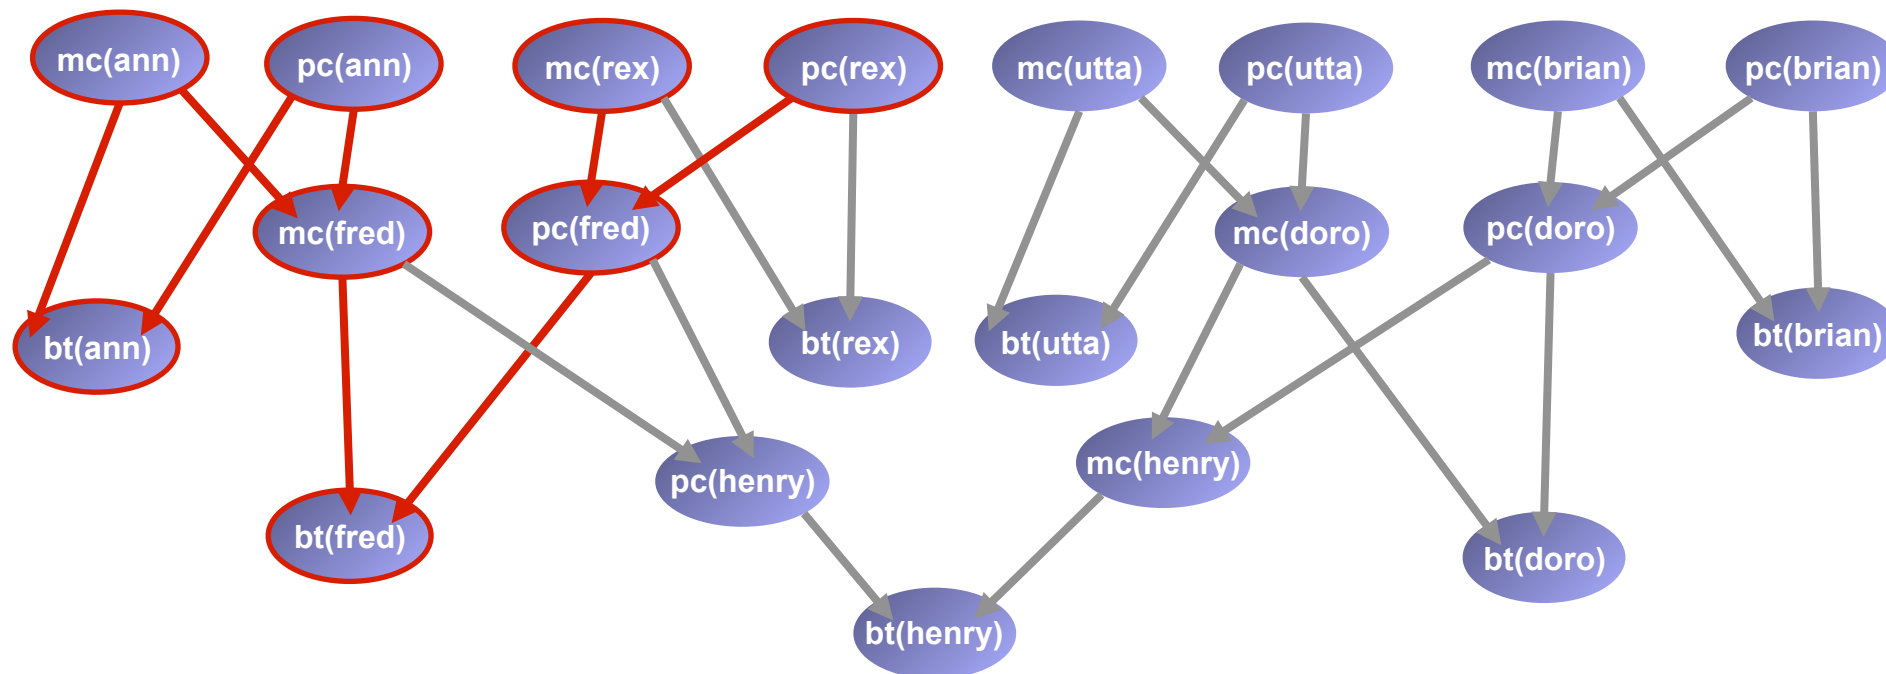 mc(ann)
pc(ann)
mc(rex)
pc(rex)
mc(utta)
pc(utta)
mc(brian)
pc(brian)
mc(fred)
pc(fred)
mc(doro)
pc(doro)
bt(ann)
bt(rex)
bt(utta)
bt(brian)
pc(henry)
mc(henry)
bt(fred)
bt(doro)
bt(henry)